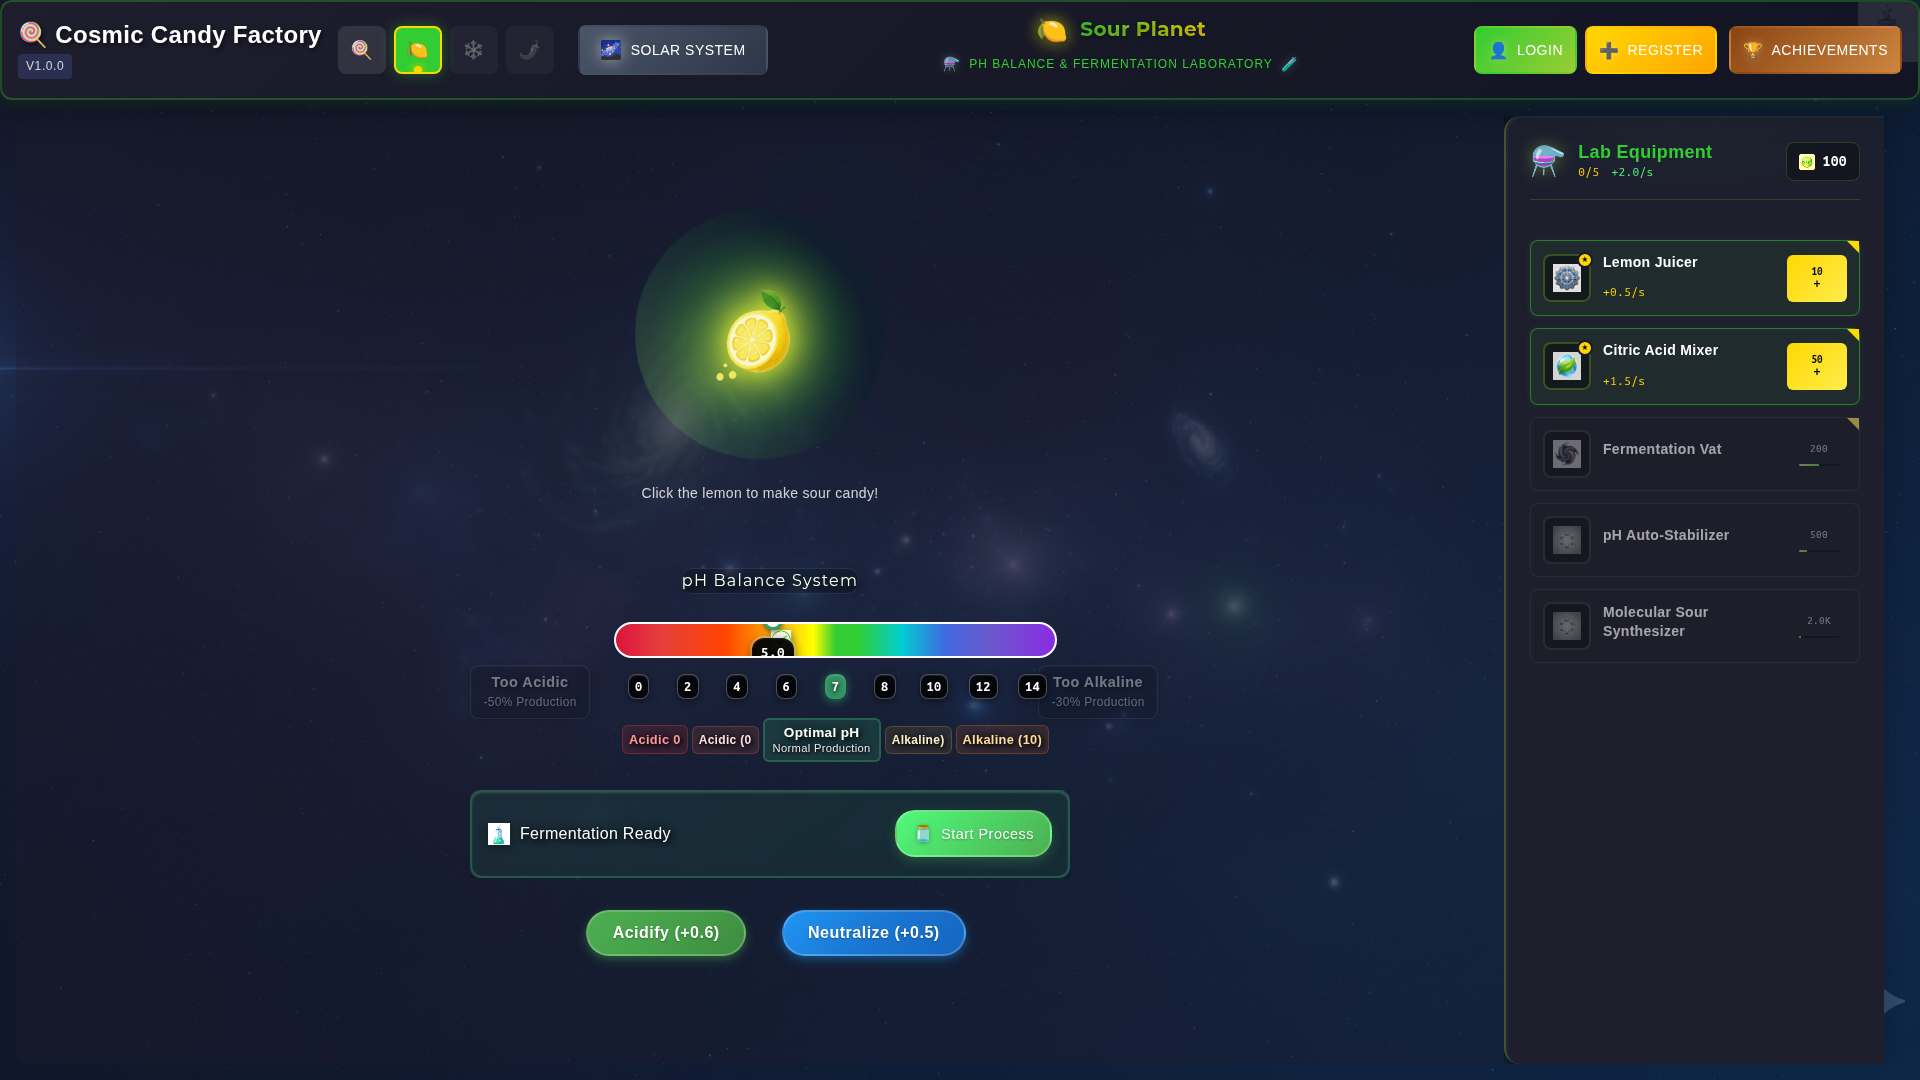 Cosmic Candy Factory
V1.0.0
SOLAR SYSTEM
Sour Planet
PH BALANCE & FERMENTATION LABORATORY
LOGIN
REGISTER
ACHIEVEMENTS
Click the lemon to make sour candy!
pH Balance System
5.0
0 2 4 6 7 8 10 12 14
Too Acidic
-50% Production
Too Alkaline
-30% Production
Acidic 0
Acidic (0
Optimal pH
Normal Production
Alkaline)
Alkaline (10)
Fermentation Ready
Start Process
Acidify (+0.6)
Neutralize (+0.5)
Lab Equipment
0/5 +2.0/s
100
Lemon Juicer
+0.5/s
10
+
Citric Acid Mixer
+1.5/s
50
+
Fermentation Vat
200
pH Auto-Stabilizer
500
Molecular Sour
Synthesizer
2.0K